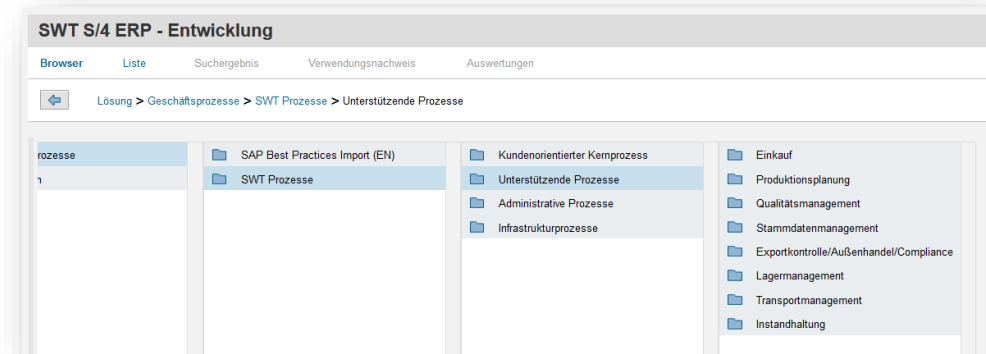 SWT S/4 ERP - Entwicklung
Browser Liste Suchergebnis Verwendungsnachweis Auswertungen
Lösung > Geschäftsprozesse > SWT Prozesse > Unterstützende Prozesse
rozesse
SAP Best Practices Import (EN)
SWT Prozesse
Kundenorientierter Kernprozess
Unterstützende Prozesse
Administrative Prozesse
Infrastrukturprozesse
Einkauf
Produktionsplanung
Qualitätsmanagement
Stammdatenmanagement
Exportkontrolle/Außenhandel/Compliance
Lagermanagement
Transportmanagement
Instandhaltung